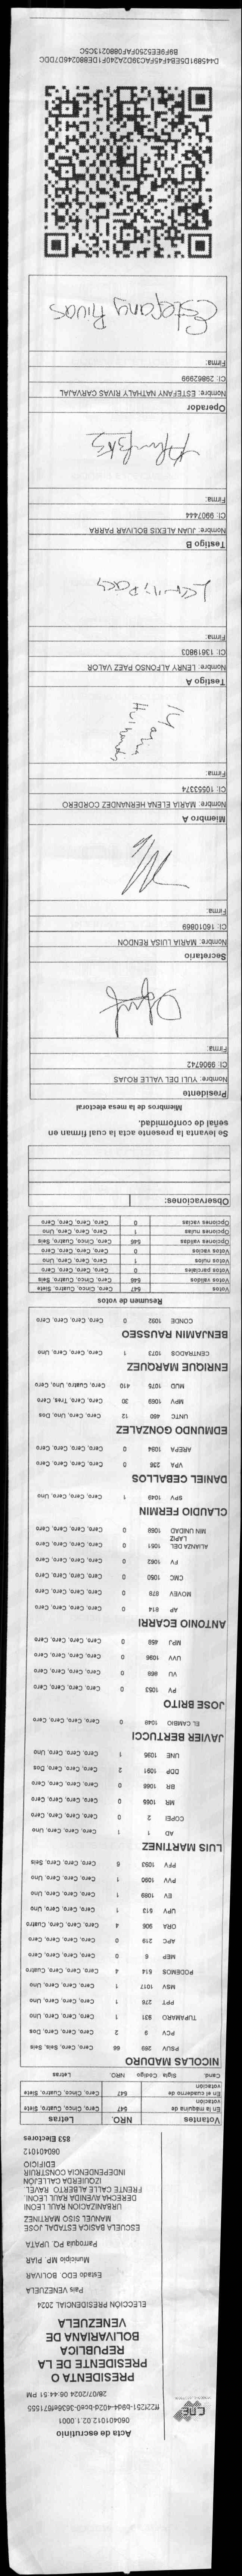 CNE
Acta de escrutinio
060401012.02.1.0001
ff22f251-b9d4-402d-bce0-3636ef671555
28/07/2024 06:44:51 PM
PRESIDENTA O
PRESIDENTE DE LA
REPUBLICA
BOLIVARIANA DE
VENEZUELA
ELECCIÓN PRESIDENCIAL 2024
País VENEZUELA
Estado EDO. BOLIVAR
Municipio MP. PIAR
Parroquia PQ. UPATA
ESCUELA BASICA ESTADAL JOSE
MANUEL SISO MARTINEZ
URBANIZACION RAUL LEONI
DERECHA AVENIDA RAUL LEONI.
FRENTE CALLE ALBERTO RAVEL.
IZQUIERDA CALLEJÓN
INDEPENDENCIA CONSTRUIR
EDIFICIO
060401012
853 Electores
Votantes NRO. Letras
En la máquina de votación 547 Cero, Cinco, Cuatro, Siete
En el cuaderno de votación 547 Cero, Cinco, Cuatro, Siete
Cand. Sigla Código NRO. Letras
NICOLAS MADURO
PSUV 269 66 Cero, Cero, Seis, Seis
PCV 9 2 Cero, Cero, Cero, Dos
TUPAMARO 931 1 Cero, Cero, Cero, Uno
PPT 276 1 Cero, Cero, Cero, Uno
MSV 1017 1 Cero, Cero, Cero, Uno
PODEMOS 514 4 Cero, Cero, Cero, Cuatro
MEP 6 0 Cero, Cero, Cero, Cero
APC 219 0 Cero, Cero, Cero, Cero
ORA 906 4 Cero, Cero, Cero, Cuatro
UPV 513 1 Cero, Cero, Cero, Uno
EV 1089 1 Cero, Cero, Cero, Uno
PVV 1090 1 Cero, Cero, Cero, Uno
PFV 1093 6 Cero, Cero, Cero, Seis
LUIS MARTINEZ
AD 1 1 Cero, Cero, Cero, Uno
COPEI 2 0 Cero, Cero, Cero, Cero
MR 1065 0 Cero, Cero, Cero, Cero
BR 1066 0 Cero, Cero, Cero, Cero
DDP 1091 2 Cero, Cero, Cero, Dos
UNE 1095 1 Cero, Cero, Cero, Uno
JAVIER BERTUCCI
EL CAMBIO 1048 0 Cero, Cero, Cero, Cero
JOSE BRITO
PV 1053 0 Cero, Cero, Cero, Cero
VU 868 0 Cero, Cero, Cero, Cero
UVV 1096 0 Cero, Cero, Cero, Cero
MPJ 458 0 Cero, Cero, Cero, Cero
ANTONIO ECARRI
AP 814 0 Cero, Cero, Cero, Cero
MOVEV 878 0 Cero, Cero, Cero, Cero
CMC 1050 0 Cero, Cero, Cero, Cero
FV 1062 0 Cero, Cero, Cero, Cero
ALIANZA DEL LAPIZ 1051 0 Cero, Cero, Cero, Cero
MIN UNIDAD 1068 0 Cero, Cero, Cero, Cero
CLAUDIO FERMIN
SPV 1049 1 Cero, Cero, Cero, Uno
DANIEL CEBALLOS
VPA 236 0 Cero, Cero, Cero, Cero
AREPA 1094 0 Cero, Cero, Cero, Cero
EDMUNDO GONZALEZ
UNTC 460 12 Cero, Cero, Uno, Dos
MPV 1069 30 Cero, Cero, Tres, Cero
MUD 1075 410 Cero, Cuatro, Uno, Cero
ENRIQUE MARQUEZ
CENTRADOS 1073 1 Cero, Cero, Cero, Uno
BENJAMIN RAUSSEO
CONDE 1092 0 Cero, Cero, Cero, Cero
Resumen de votos
Votos 547 Cero, Cinco, Cuatro, Siete
Votos validos 546 Cero, Cinco, Cuatro, Seis
Votos parciales 0 Cero, Cero, Cero, Cero
Votos nulos 1 Cero, Cero, Cero, Uno
Votos vacios 0 Cero, Cero, Cero, Cero
Opciones validas 546 Cero, Cinco, Cuatro, Seis
Opciones nulas 1 Cero, Cero, Cero, Uno
Opciones vacias 0 Cero, Cero, Cero, Cero
Observaciones:
Se levanta la presente acta la cual firman en
señal de conformidad.
Miembros de la mesa electoral
Presidente
Nombre: YULI DEL VALLE ROJAS
CI: 9906742
Firma:
Secretario
Nombre: MARIA LUISA RENDON
CI: 16010869
Firma:
Miembro A
Nombre: MARIA ELENA HERNANDEZ CORDERO
CI: 10553374
Firma:
Testigo A
Nombre: LENRY ALFONSO PAEZ VALOR
CI: 13619803
Firma:
Testigo B
Nombre: JUAN ALEXIS BOLIVAR PARRA
CI: 9907444
Firma:
Operador
Nombre: ESTEFANY NATHALY RIVAS CARVAJAL
CI: 29862999
Firma:
Estefany Rivas
D445891D5EB4F45FAC39D2A240F1DE880246D7DDC
B9F9EE5250FAF0880213C5C